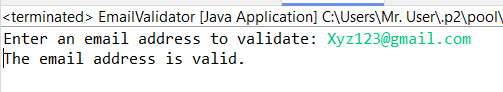 <terminated> EmailValidator [Java Application] C:\Users\Mr. User\.p2\pool\
Enter an email address to validate: Xyz123@gmail.com
The email address is valid.